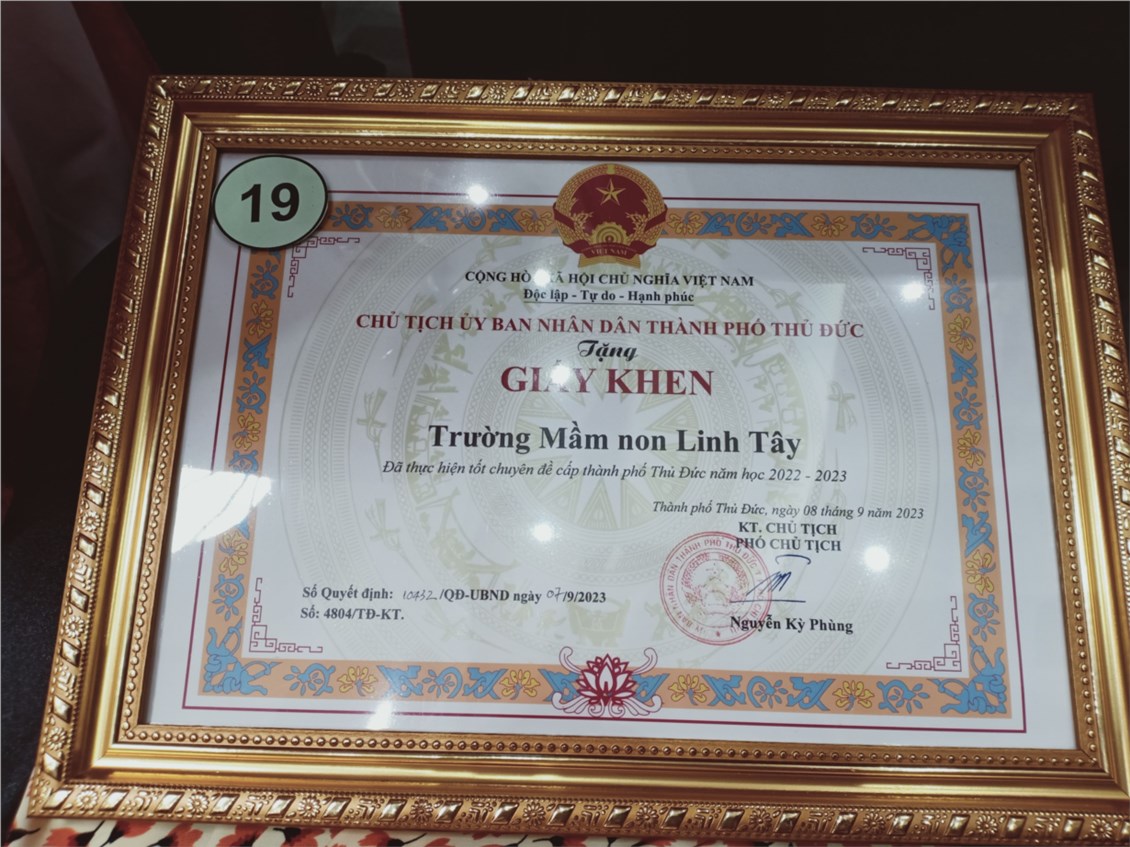 19
VIỆT NAM
CỘNG HÒA XÃ HỘI CHỦ NGHĨA VIỆT NAM
Độc lập - Tự do - Hạnh phúc
CHỦ TỊCH ỦY BAN NHÂN DÂN THÀNH PHỐ THỦ ĐỨC
Tặng
GIẤY KHEN
Trường Mầm non Linh Tây
Đã thực hiện tốt chuyên đề cấp thành phố Thủ Đức năm học 2022 - 2023
Thành phố Thủ Đức, ngày 08 tháng 9 năm 2023
KT. CHỦ TỊCH
PHÓ CHỦ TỊCH
Số Quyết định: 10432/QĐ-UBND ngày 07/9/2023
Số: 4804/TĐ-KT.
Nguyễn Kỳ Phùng